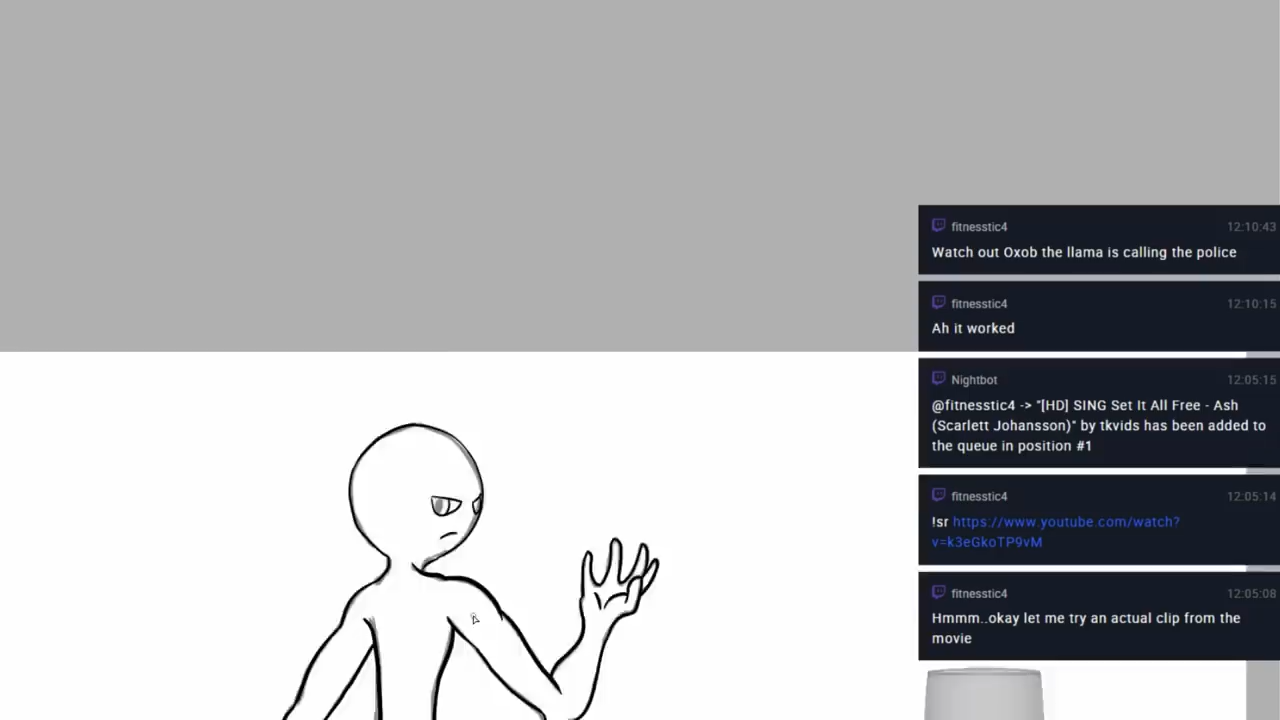 fitnesstic4 12:10:43
Watch out Oxob the llama is calling the police
fitnesstic4 12:10:15
Ah it worked
Nightbot 12:05:15
@fitnesstic4 -> "[HD] SING Set It All Free - Ash
(Scarlett Johansson)" by tkvids has been added to
the queue in position #1
fitnesstic4 12:05:14
!sr https://www.youtube.com/watch?
v=k3eGkoTP9vM
fitnesstic4 12:05:08
Hmmm..okay let me try an actual clip from the
movie